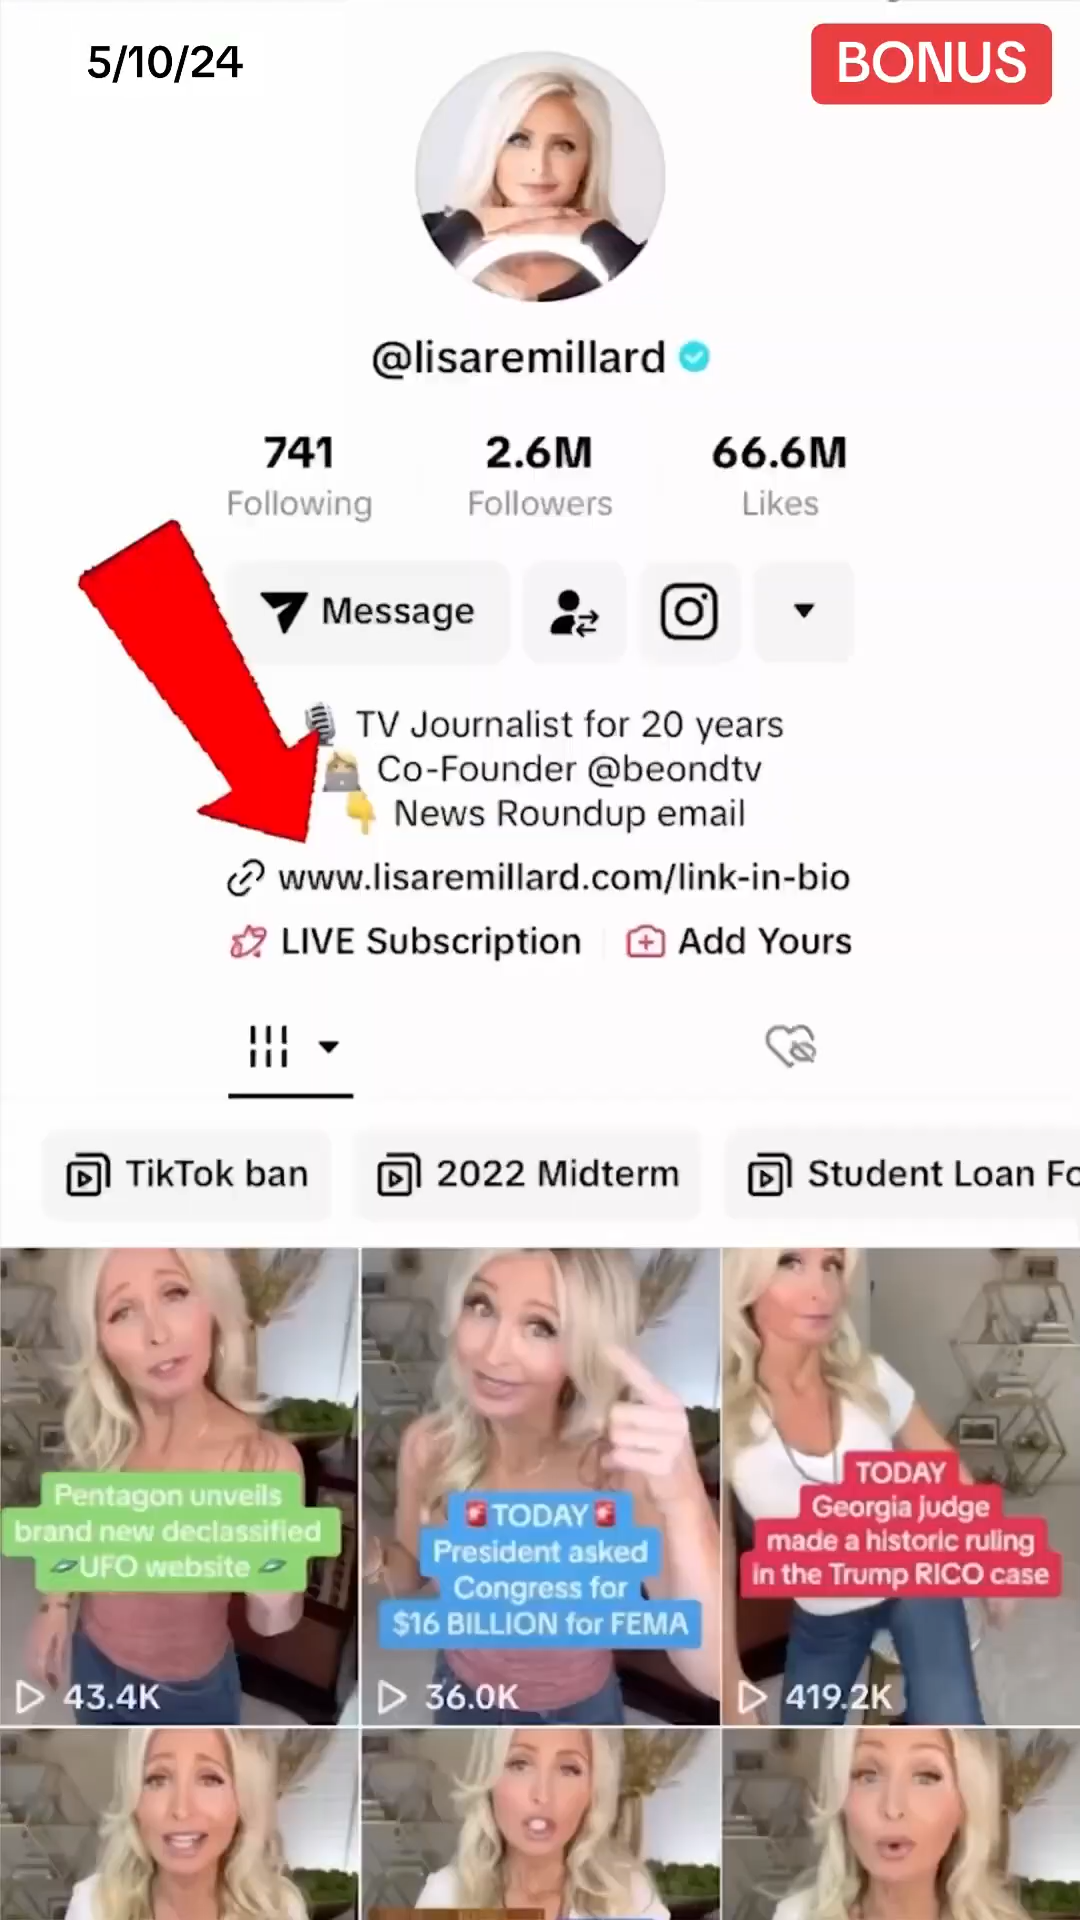 5/10/24
BONUS
@lisaremillard
741
Following
2.6M
Followers
66.6M
Likes
Message
TV Journalist for 20 years
Co-Founder @beondtv
News Roundup email
www.lisaremillard.com/link-in-bio
LIVE Subscription
Add Yours
TikTok ban
2022 Midterm
Student Loan Fo
Pentagon unveils
brand new declassified
UFO website
43.4K
TODAY
President asked
Congress for
$16 BILLION for FEMA
36.0K
TODAY
Georgia judge
made a historic ruling
in the Trump RICO case
419.2K